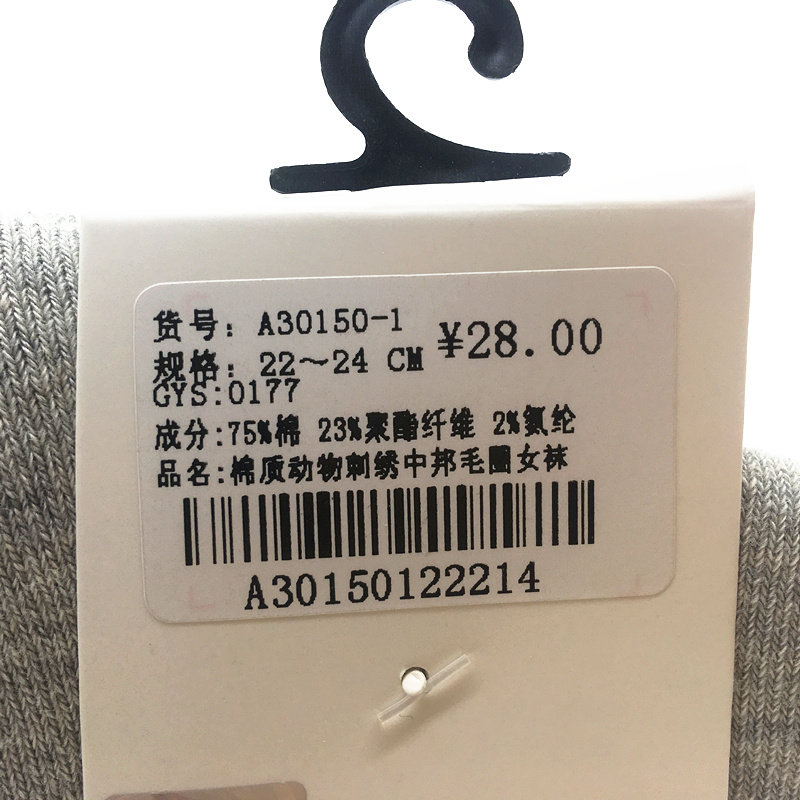 货号: A30150-1
¥28.00
规格: 22～24 CM
GYS:0177
成分:75%棉 23%聚酯纤维 2%氨纶
品名:棉质动物刺绣中邦毛圈女袜
A30150122214